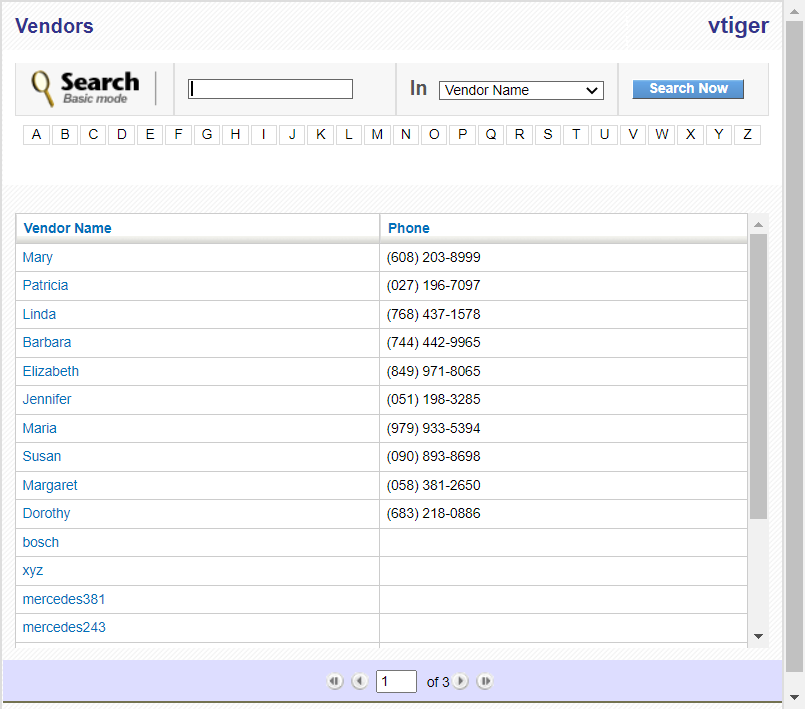 Vendors vtiger
Search
Basic mode
In Vendor Name Search Now
A B C D E F G H I J K L M N O P Q R S T U V W X Y Z
Vendor Name Phone
Mary (608) 203-8999
Patricia (027) 196-7097
Linda (768) 437-1578
Barbara (744) 442-9965
Elizabeth (849) 971-8065
Jennifer (051) 198-3285
Maria (979) 933-5394
Susan (090) 893-8698
Margaret (058) 381-2650
Dorothy (683) 218-0886
bosch
xyz
mercedes381
mercedes243
1 of 3